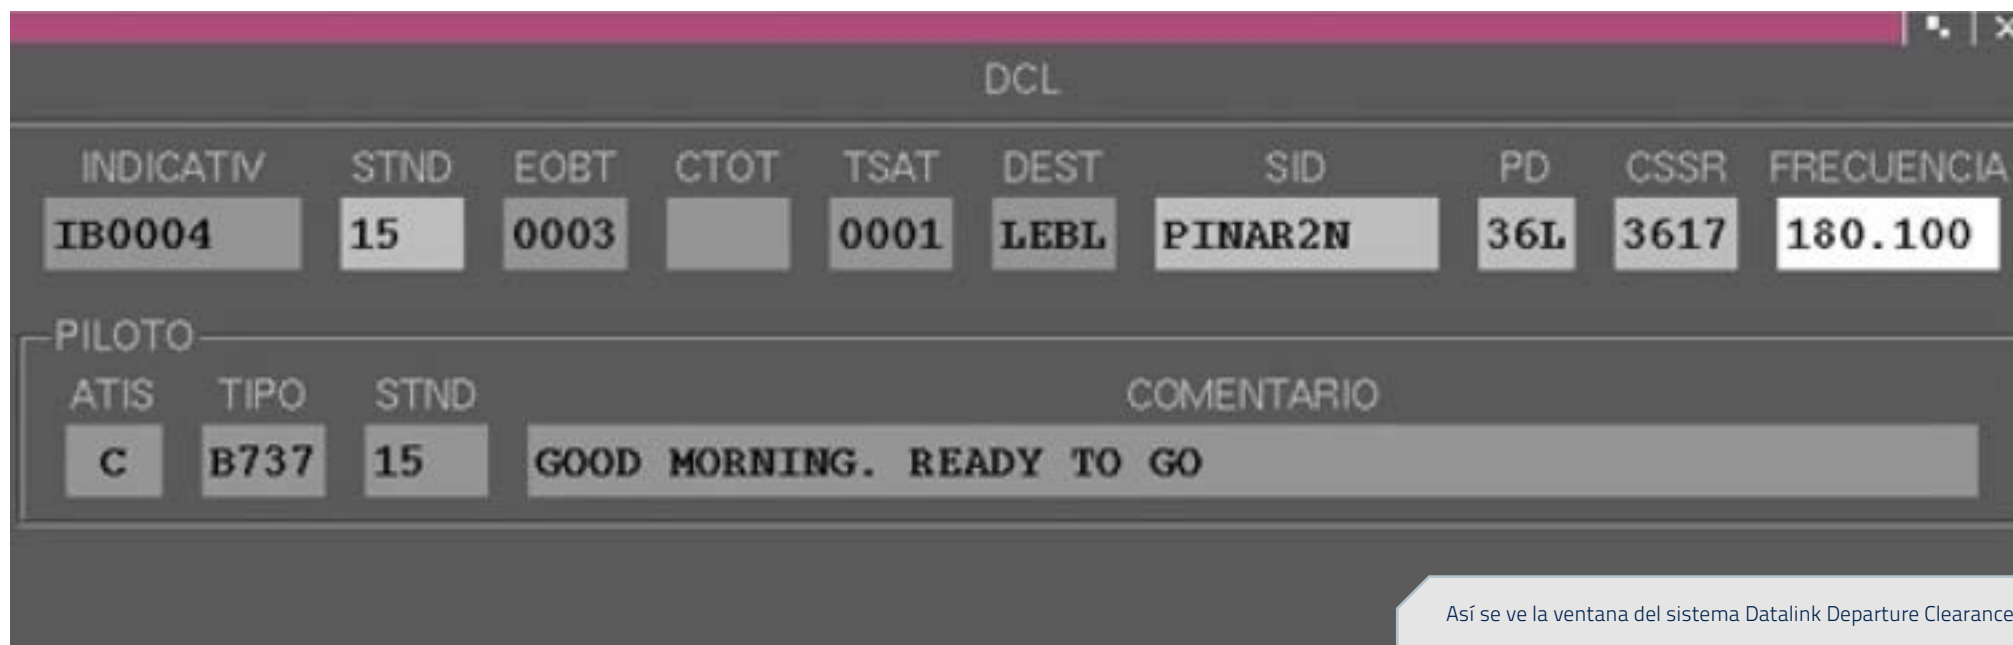 DCL
INDICATIV STND EOBT CTOT TSAT DEST SID PD CSSR FRECUENCIA
IB0004 15 0003 0001 LEBL PINAR2N 36L 3617 180.100
PILOTO
ATIS TIPO STND COMENTARIO
C B737 15 GOOD MORNING. READY TO GO
Así se ve la ventana del sistema Datalink Departure Clearance